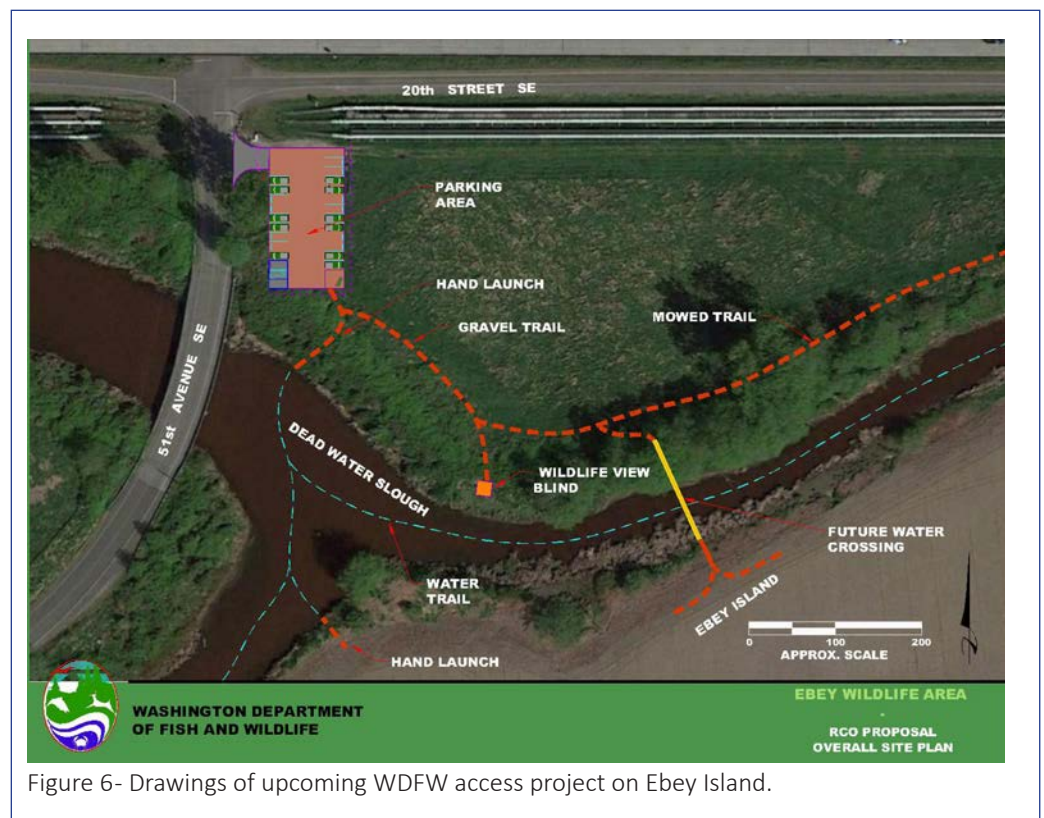 20th STREET SE
PARKING
AREA
HAND LAUNCH
GRAVEL TRAIL
MOWED TRAIL
51st AVENUE SE
DEAD WATER SLOUGH
WILDLIFE VIEW
BLIND
FUTURE WATER
CROSSING
WATER
TRAIL
EBEY ISLAND
0 100 200
APPROX. SCALE
HAND LAUNCH
WASHINGTON DEPARTMENT
OF FISH AND WILDLIFE
EBEY WILDLIFE AREA
-
RCO PROPOSAL
OVERALL SITE PLAN
Figure 6- Drawings of upcoming WDFW access project on Ebey Island.